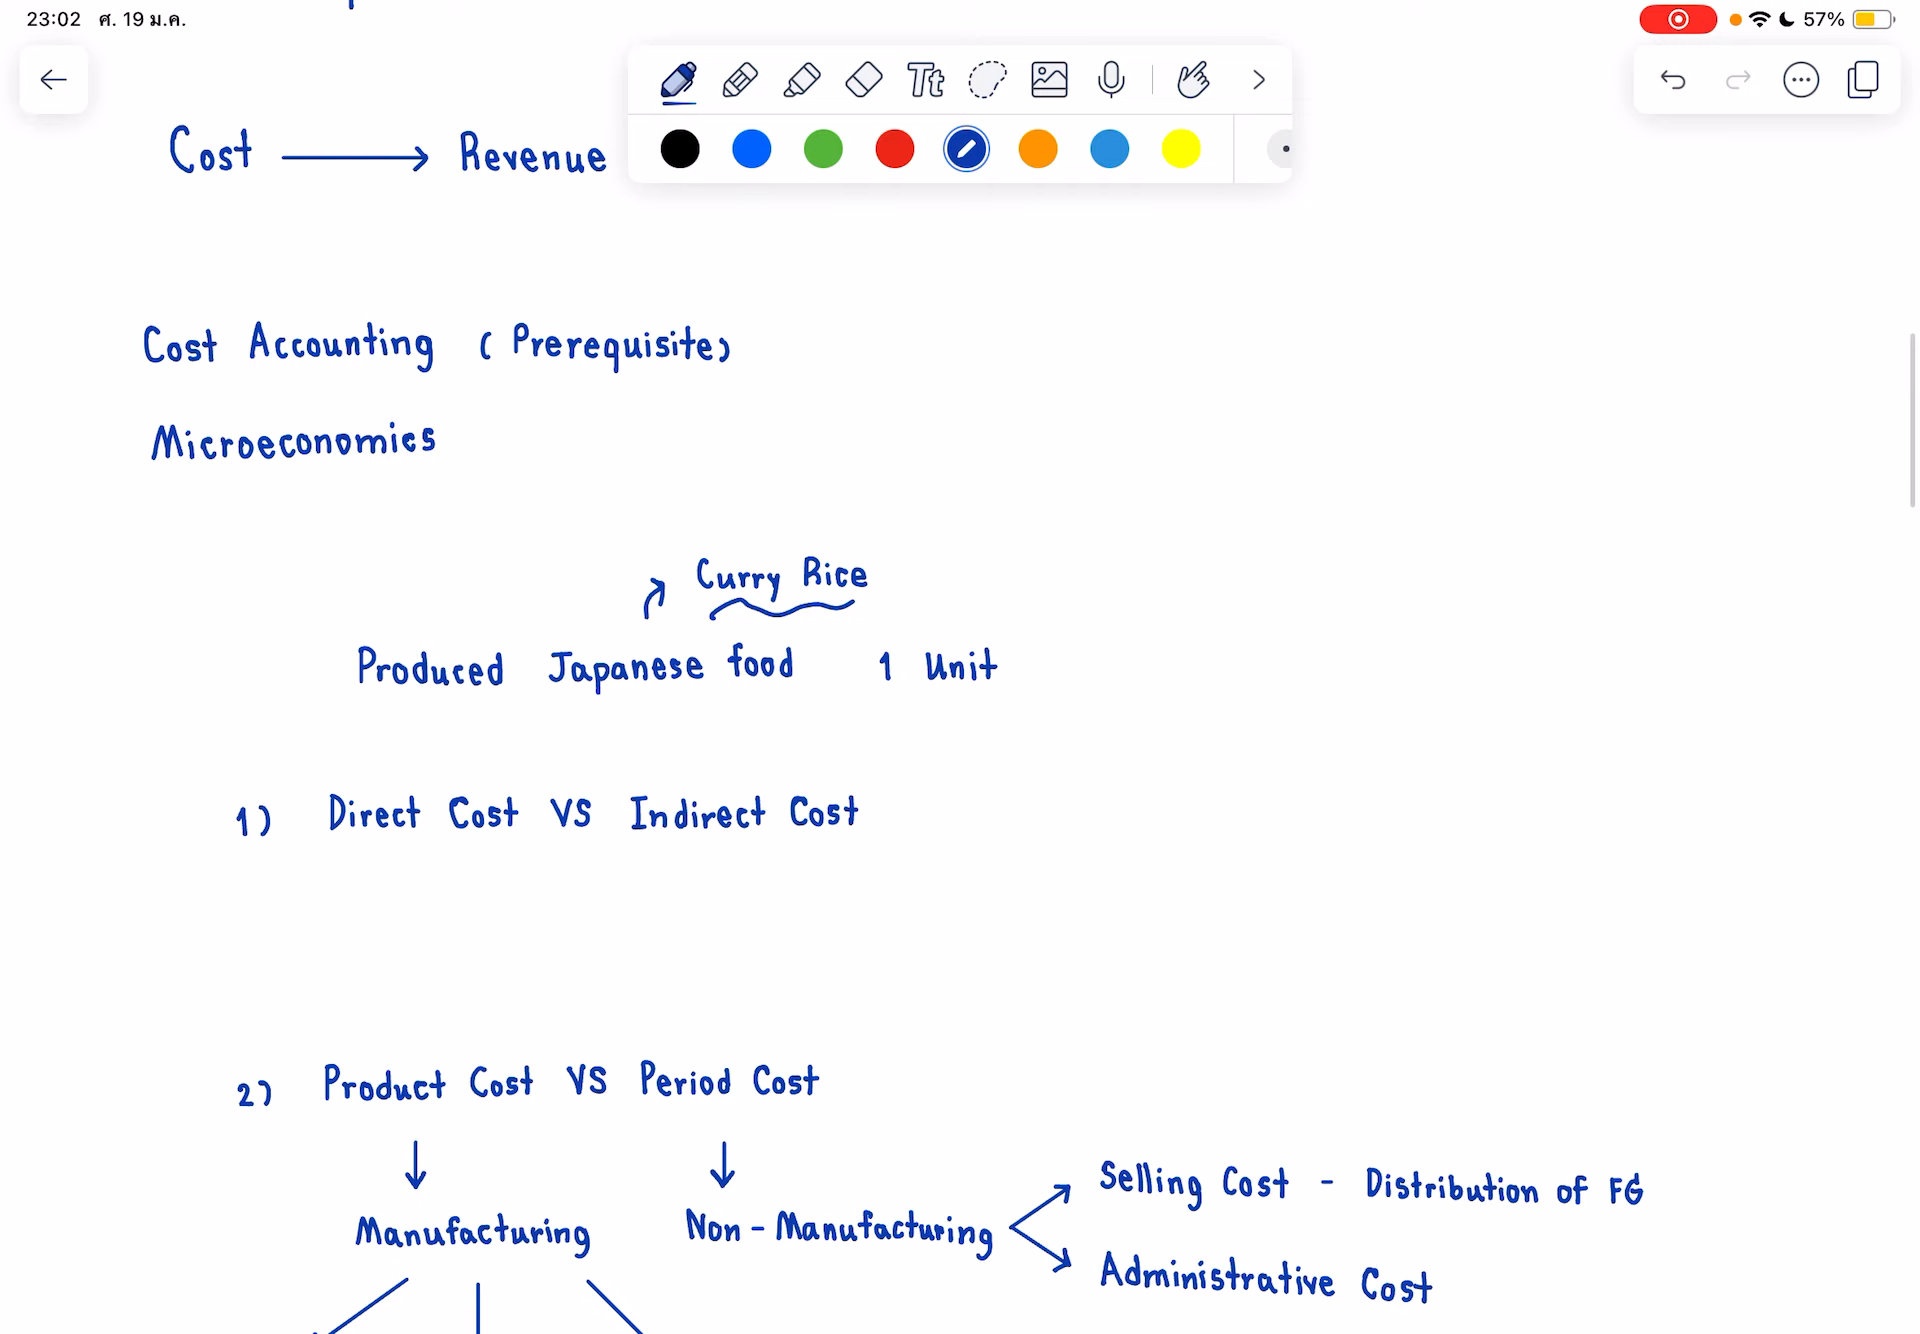 23:02 ศ. 19 ม.ค.
57%
Tt
Cost → Revenue
Cost Accounting (Prerequisite)
Microeconomics
Curry Rice
Produced Japanese food 1 Unit
1) Direct Cost VS Indirect Cost
2) Product Cost VS Period Cost
Selling Cost - Distribution of FG
Manufacturing Non-Manufacturing
Administrative Cost